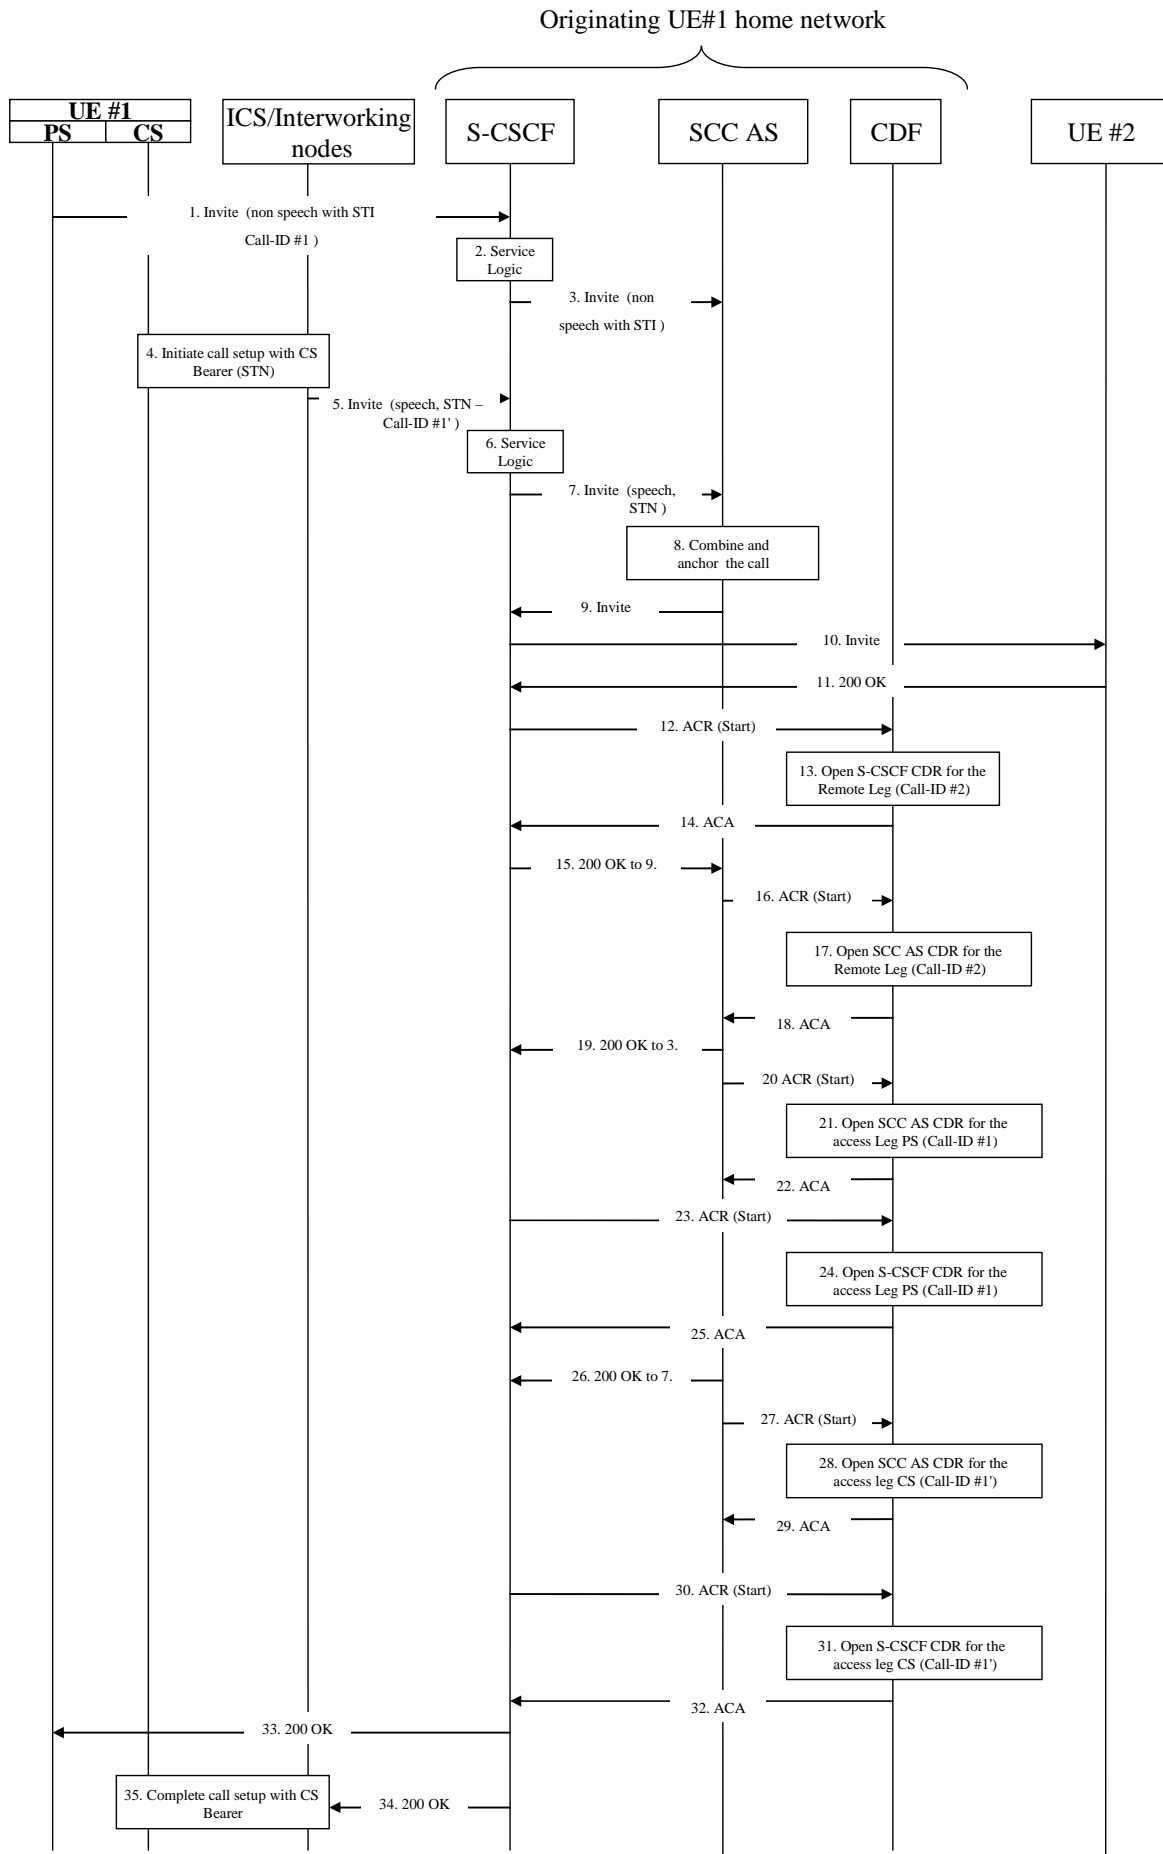 Originating UE#1 home network
UE #1
PS
CS
ICS/Interworking
nodes
S-CSCF
SCC AS
CDF
UE #2
1. Invite (non speech with STI
Call-ID #1 )
2. Service
Logic
3. Invite (non
speech with STI )
4. Initiate call setup with CS
Bearer (STN)
5. Invite (speech, STN –
Call-ID #1' )
6. Service
Logic
7. Invite (speech,
STN )
8. Combine and
anchor the call
9. Invite
10. Invite
11. 200 OK
12. ACR (Start)
13. Open S-CSCF CDR for the
Remote Leg (Call-ID #2)
14. ACA
15. 200 OK to 9.
16. ACR (Start)
17. Open SCC AS CDR for the
Remote Leg (Call-ID #2)
18. ACA
19. 200 OK to 3.
20 ACR (Start)
21. Open SCC AS CDR for the
access Leg PS (Call-ID #1)
22. ACA
23. ACR (Start)
24. Open S-CSCF CDR for the
access Leg PS (Call-ID #1)
25. ACA
26. 200 OK to 7.
27. ACR (Start)
28. Open SCC AS CDR for the
access leg CS (Call-ID #1')
29. ACA
30. ACR (Start)
31. Open S-CSCF CDR for the
access leg CS (Call-ID #1')
32. ACA
33. 200 OK
34. 200 OK
35. Complete call setup with CS
Bearer